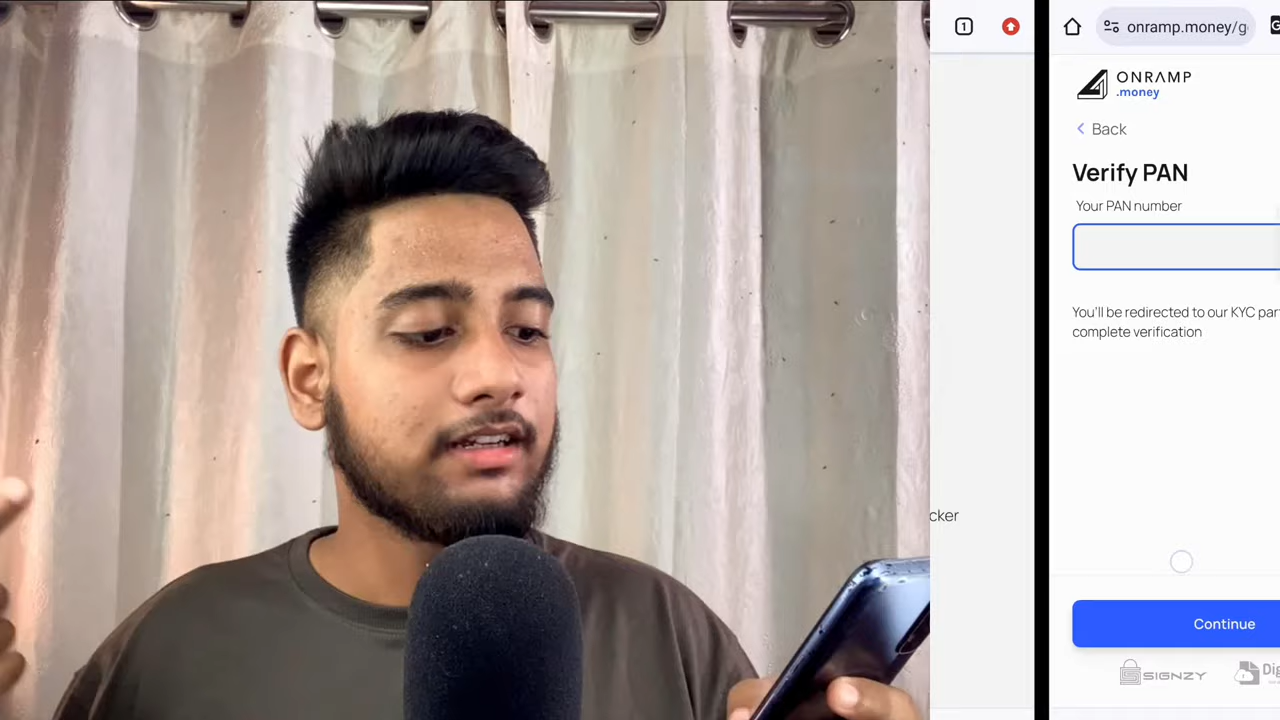 1
onramp.money/g
ONRAMP
.money
Back
Verify PAN
Your PAN number
You'll be redirected to our KYC par
complete verification
cker
Continue
SIGNZY
Dig